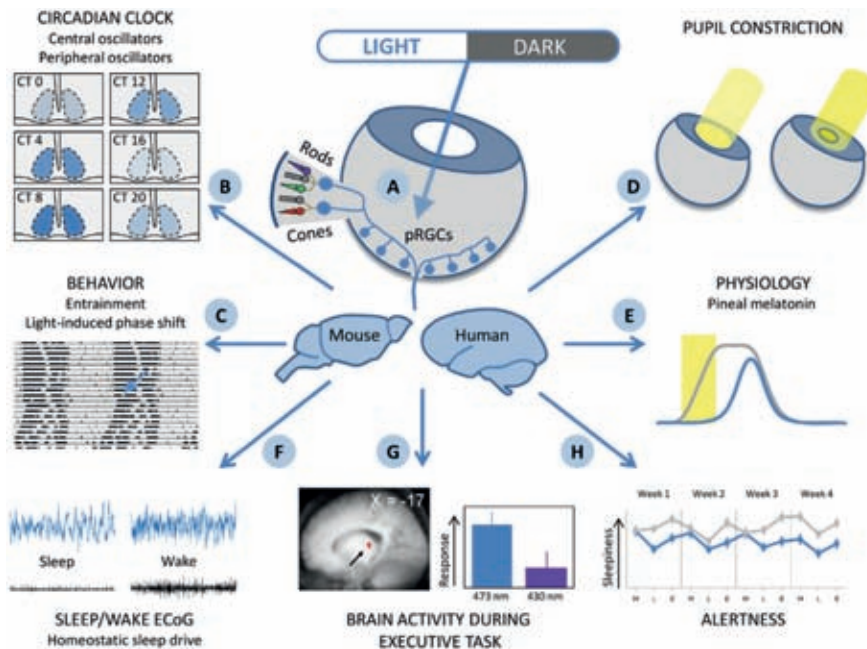 CIRCADIAN CLOCK
Central oscillators
Peripheral oscillators
CT 0
CT 12
CT 4
CT 16
CT 8
CT 20
LIGHT
DARK
PUPIL CONSTRICTION
Rods
Cones
A
pRGCs
B
D
BEHAVIOR
Entrainment
Light-induced phase shift
C
Mouse
Human
E
PHYSIOLOGY
Pineal melatonin
F
G
H
Sleep
Wake
SLEEP/WAKE ECoG
Homeostatic sleep drive
X = -17
Response
473 nm
430 nm
BRAIN ACTIVITY DURING
EXECUTIVE TASK
Week 1
Week 2
Week 3
Week 4
Sleepiness
M L E M L E M L E M L E
ALERTNESS